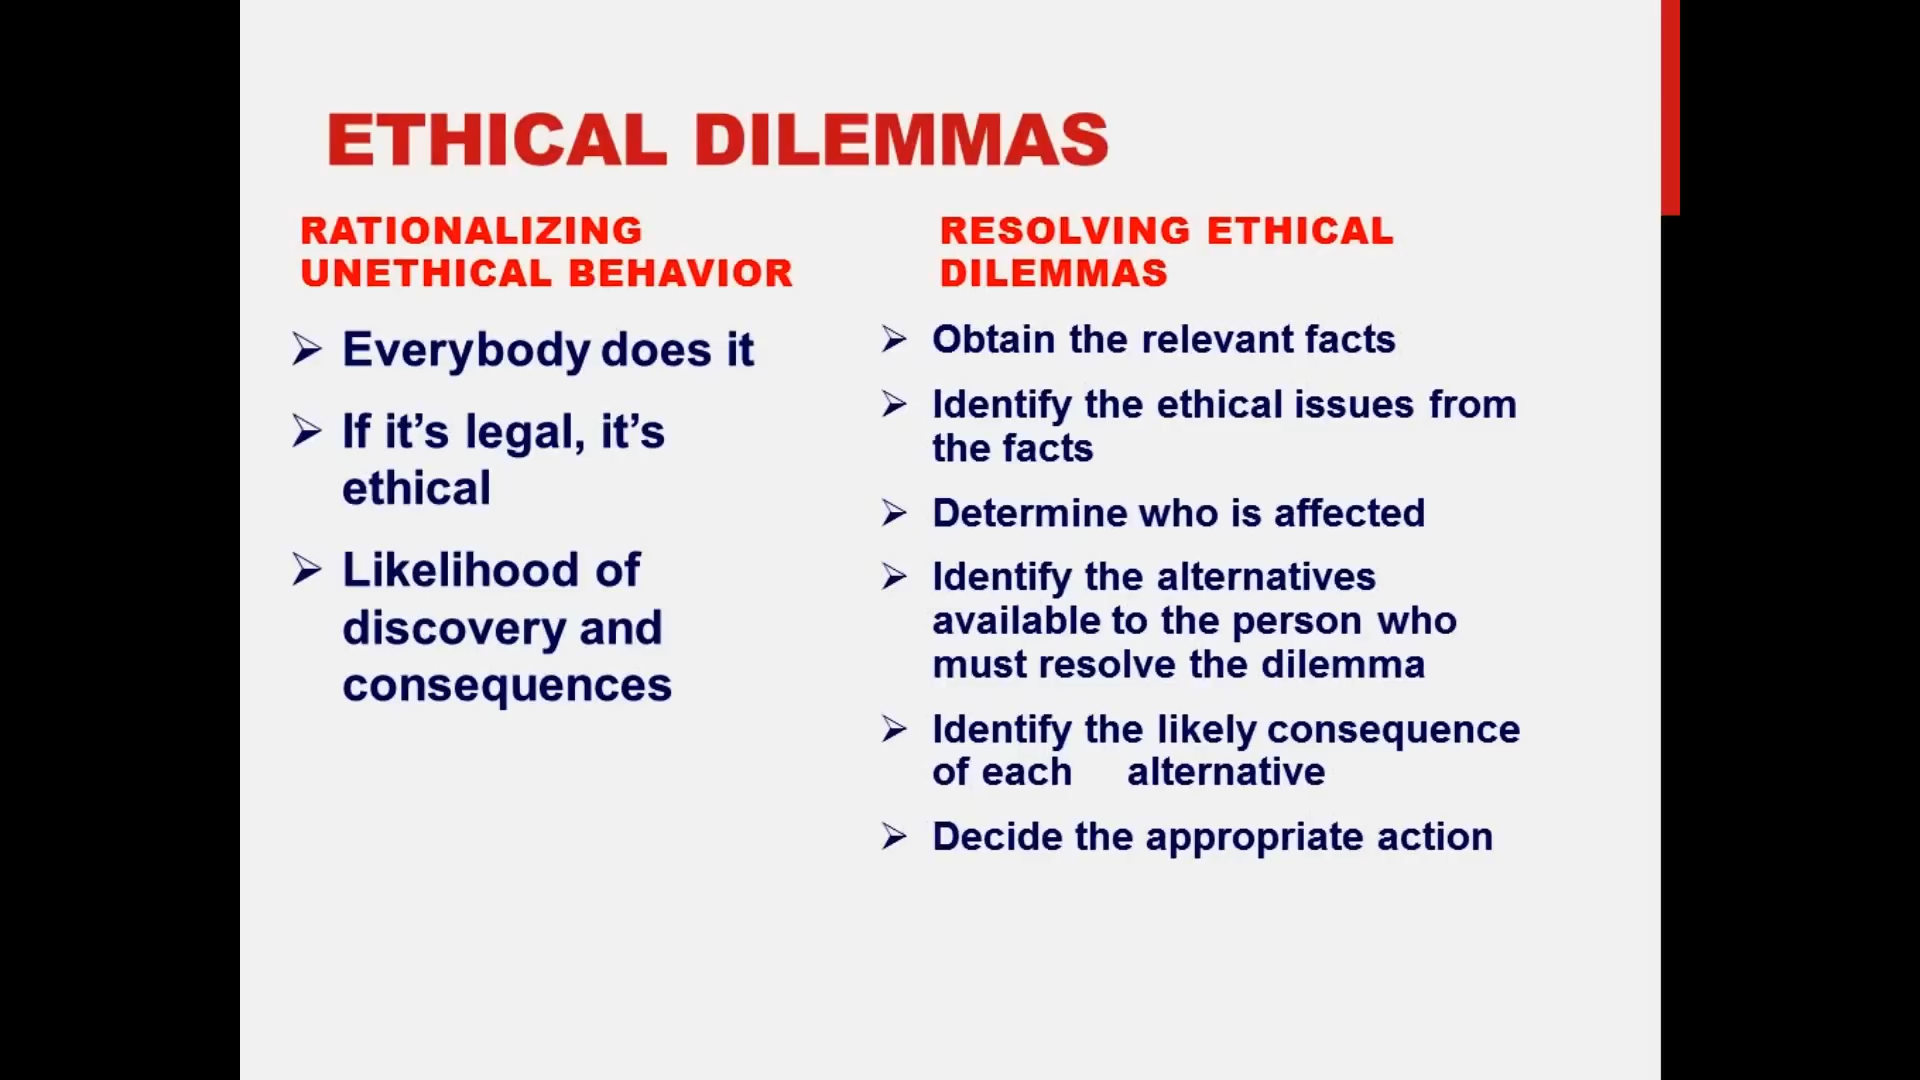 ETHICAL DILEMMAS
RATIONALIZING
UNETHICAL BEHAVIOR
Everybody does it
If it’s legal, it’s
ethical
Likelihood of
discovery and
consequences
RESOLVING ETHICAL
DILEMMAS
Obtain the relevant facts
Identify the ethical issues from
the facts
Determine who is affected
Identify the alternatives
available to the person who
must resolve the dilemma
Identify the likely consequence
of each alternative
Decide the appropriate action